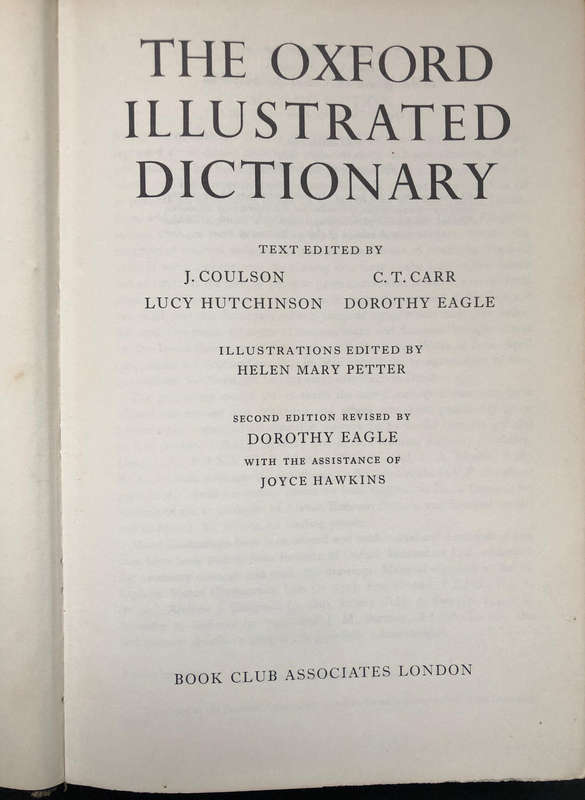 THE OXFORD
ILLUSTRATED
DICTIONARY
TEXT EDITED BY
J. COULSON C. T. CARR
LUCY HUTCHINSON DOROTHY EAGLE
ILLUSTRATIONS EDITED BY
HELEN MARY PETTER
SECOND EDITION REVISED BY
DOROTHY EAGLE
WITH THE ASSISTANCE OF
JOYCE HAWKINS
BOOK CLUB ASSOCIATES LONDON